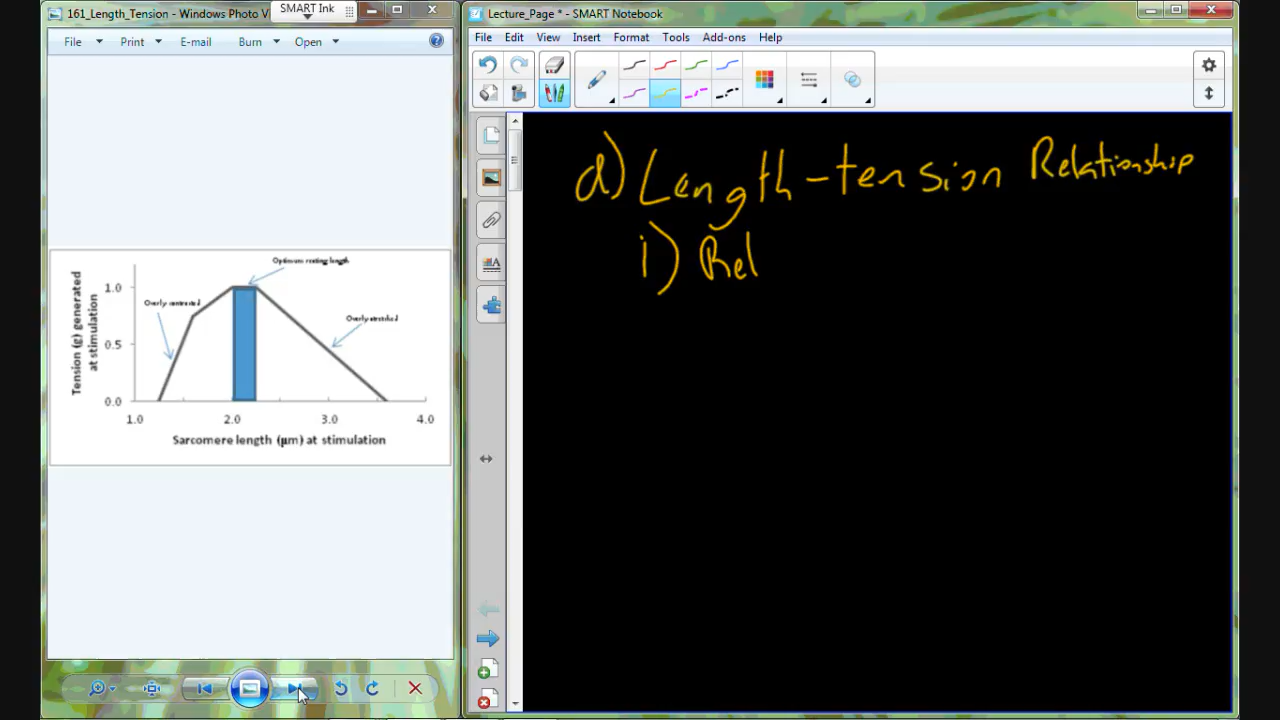 161_Length_Tension - Windows Photo V
SMART Ink
File Print E-mail Burn Open
Optimum resting length
Overly contracted
Overly stretched
Tension (g) generated
at stimulation
1.0
0.5
0.0
1.0 2.0 3.0 4.0
Sarcomere length (μm) at stimulation
Lecture_Page * - SMART Notebook
File Edit View Insert Format Tools Add-ons Help
d) Length-tension Relationship
i) Rel